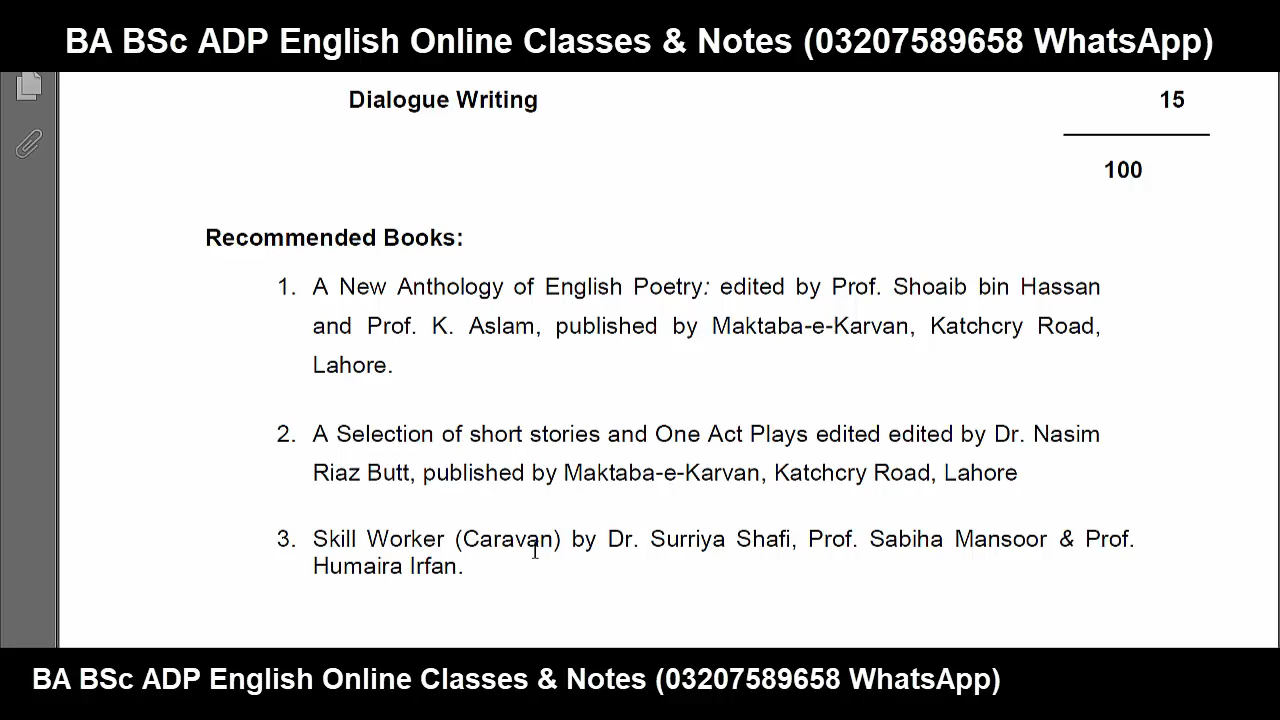 BA BSc ADP English Online Classes & Notes (03207589658 WhatsApp)
Dialogue Writing 15
100
Recommended Books:
1. A New Anthology of English Poetry: edited by Prof. Shoaib bin Hassan
and Prof. K. Aslam, published by Maktaba-e-Karvan, Katchcry Road,
Lahore.
2. A Selection of short stories and One Act Plays edited edited by Dr. Nasim
Riaz Butt, published by Maktaba-e-Karvan, Katchcry Road, Lahore
3. Skill Worker (Caravan) by Dr. Surriya Shafi, Prof. Sabiha Mansoor & Prof.
Humaira Irfan.
BA BSc ADP English Online Classes & Notes (03207589658 WhatsApp)